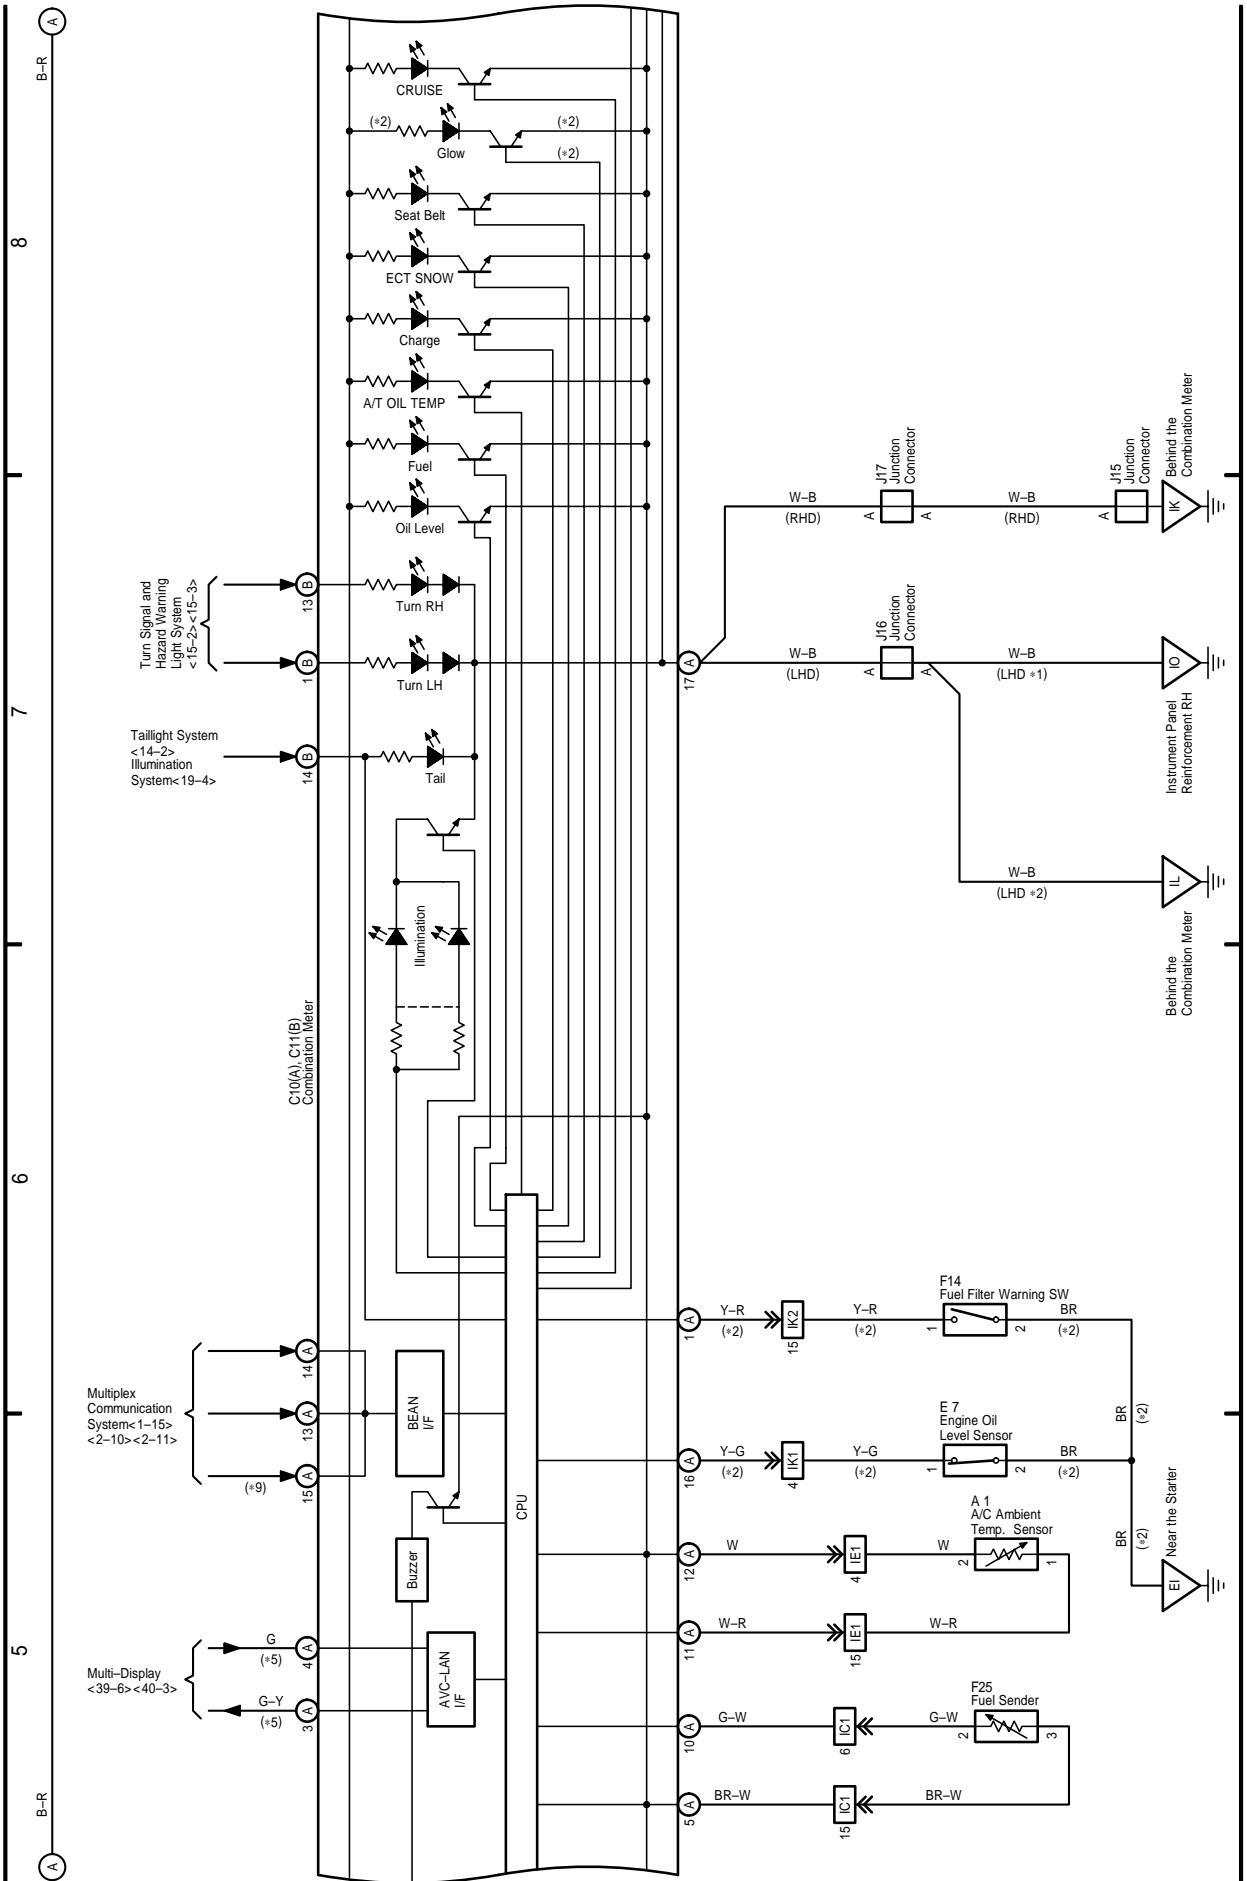 A
B–R
8
7
6
5
B–R
A
CRUISE
(*2)
(*2)
Glow
(*2)
Seat Belt
ECT SNOW
Charge
A/T OIL TEMP
Fuel
Oil Level
Turn Signal and
Hazard Warning
Light System
<15–2><15–3>
13
B
Turn RH
1
B
Turn LH
Taillight System
<14–2>
Illumination
System<19–4>
14
B
Tail
Illumination
C10(A), C11(B)
Combination Meter
Multiplex
Communication
System<1–15>
<2–10><2–11>
14
A
13
A
(*9)
15
A
BEAN
I/F
CPU
Buzzer
Multi–Display
<39–6><40–3>
G
(*5)
4
A
G–Y
(*5)
3
A
AVC–LAN
I/F
17
A
W–B
(RHD)
A
J17
Junction
Connector
A
W–B
(RHD)
A
J15
Junction
Connector
IK
Behind the
Combination Meter
W–B
(LHD)
A
J16
Junction
Connector
A
W–B
(LHD *1)
IO
Instrument Panel
Reinforcement RH
W–B
(LHD *2)
IL
Behind the
Combination Meter
1
A
Y–R
(*2)
15
IK2
Y–R
(*2)
F14
Fuel Filter Warning SW
1
2
BR
(*2)
BR
(*2)
16
A
Y–G
(*2)
4
IK1
Y–G
(*2)
E 7
Engine Oil
Level Sensor
1
2
BR
(*2)
BR
(*2)
EI
Near the Starter
12
A
W
4
IE1
W
A 1
A/C Ambient
Temp. Sensor
2
1
11
A
W–R
15
IE1
W–R
10
A
G–W
6
IC1
G–W
F25
Fuel Sender
2
3
5
A
BR–W
15
IC1
BR–W